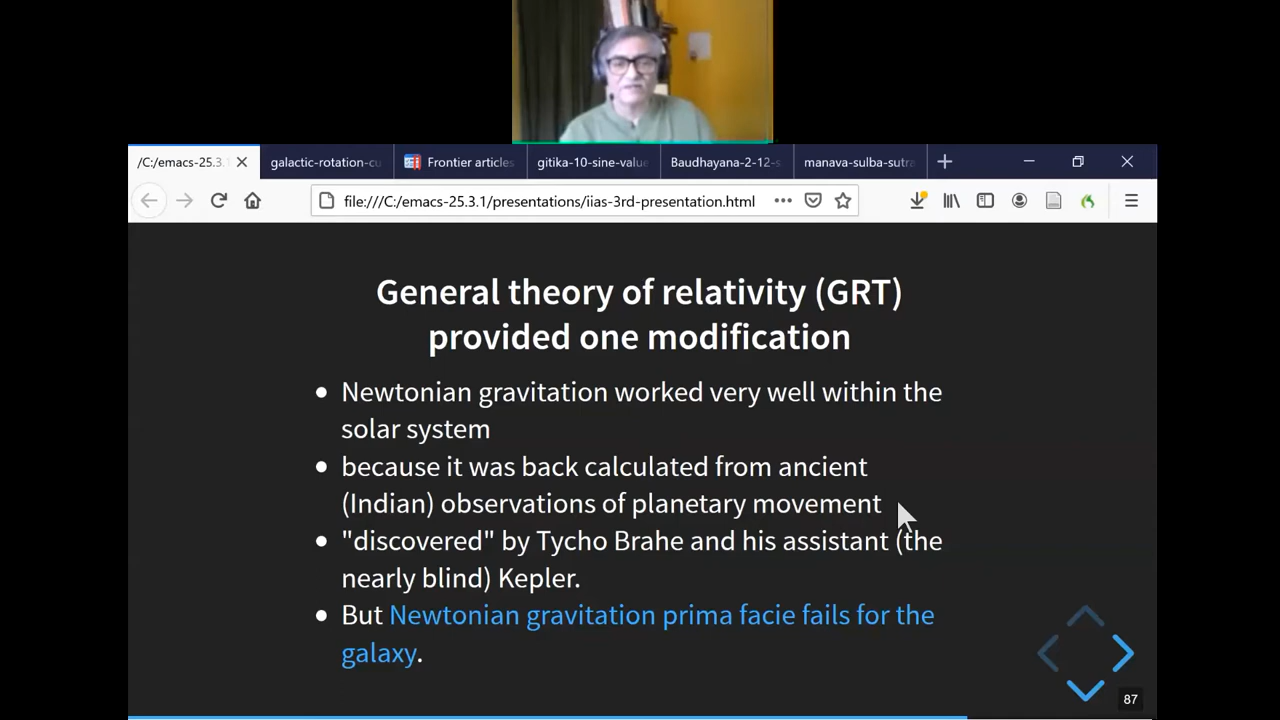 /C:/emacs-25.3.1
galactic-rotation-cu
Frontier articles
gitika-10-sine-value
Baudhayana-2-12-s
manava-sulba-sutra
file:///C:/emacs-25.3.1/presentations/iias-3rd-presentation.html
General theory of relativity (GRT)
provided one modification
• Newtonian gravitation worked very well within the
solar system
• because it was back calculated from ancient
(Indian) observations of planetary movement
• "discovered" by Tycho Brahe and his assistant (the
nearly blind) Kepler.
• But Newtonian gravitation prima facie fails for the
galaxy.
87